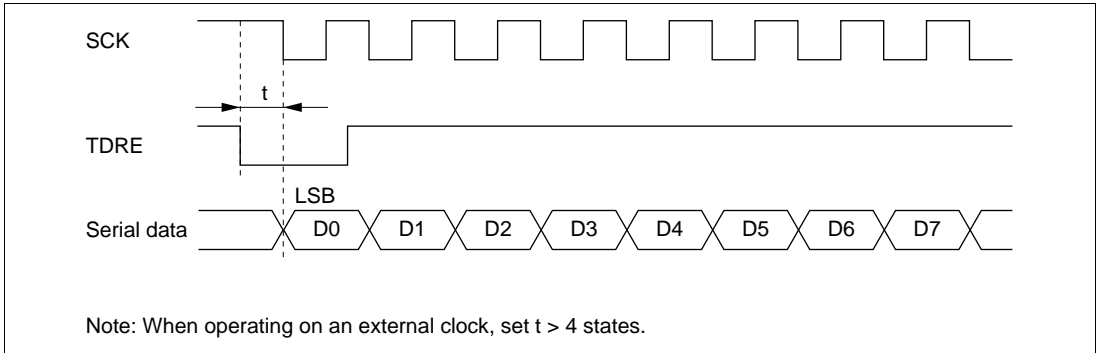 SCK
t
TDRE
LSB
Serial data D0 D1 D2 D3 D4 D5 D6 D7
Note: When operating on an external clock, set t > 4 states.